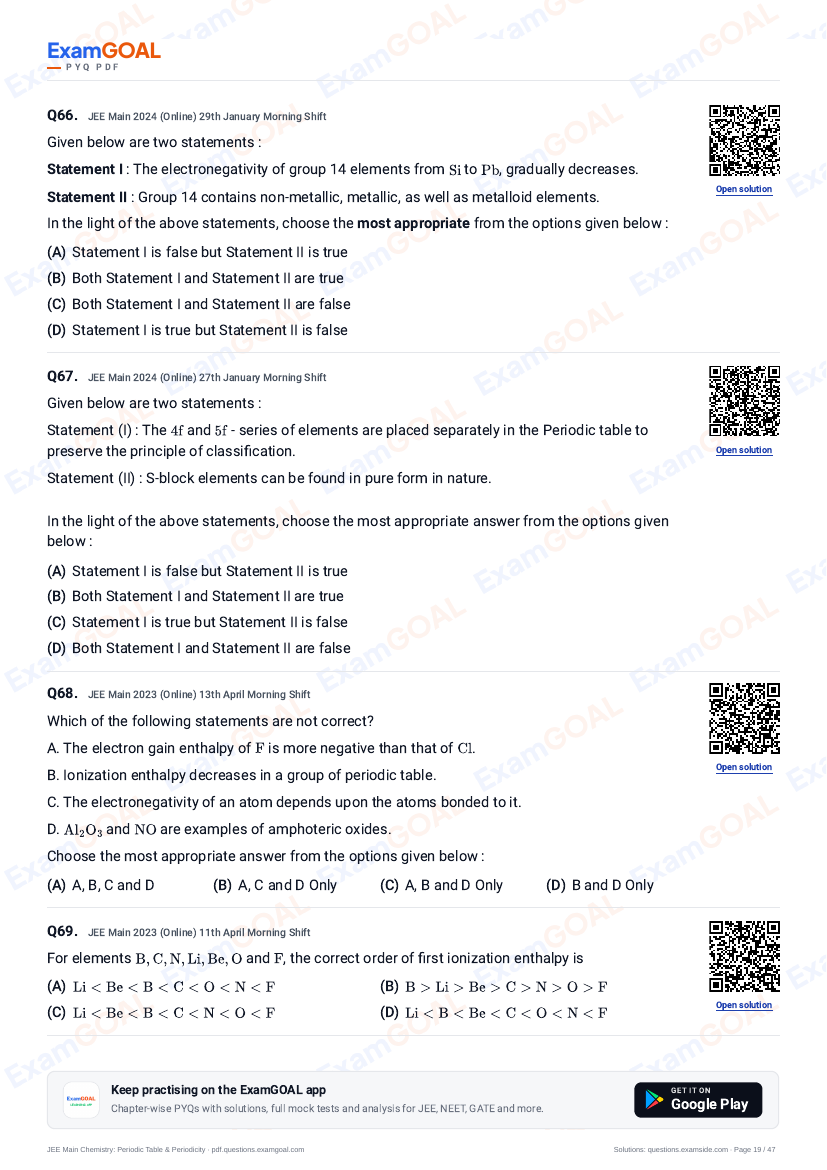 ExamGOAL
PYQ PDF
Q66. JEE Main 2024 (Online) 29th January Morning Shift
Given below are two statements :
Statement I : The electronegativity of group 14 elements from Si to Pb, gradually decreases.
Open solution
Statement II : Group 14 contains non-metallic, metallic, as well as metalloid elements.
In the light of the above statements, choose the most appropriate from the options given below :
(A) Statement I is false but Statement II is true
(B) Both Statement I and Statement II are true
(C) Both Statement I and Statement II are false
(D) Statement I is true but Statement II is false
Q67. JEE Main 2024 (Online) 27th January Morning Shift
Given below are two statements :
Statement (I) : The 4f and 5f - series of elements are placed separately in the Periodic table to
preserve the principle of classification.
Open solution
Statement (II) : S-block elements can be found in pure form in nature.
In the light of the above statements, choose the most appropriate answer from the options given
below :
(A) Statement I is false but Statement II is true
(B) Both Statement I and Statement II are true
(C) Statement I is true but Statement II is false
(D) Both Statement I and Statement II are false
Q68. JEE Main 2023 (Online) 13th April Morning Shift
Which of the following statements are not correct?
A. The electron gain enthalpy of F is more negative than that of Cl.
Open solution
B. Ionization enthalpy decreases in a group of periodic table.
C. The electronegativity of an atom depends upon the atoms bonded to it.
D. Al₂O₃ and NO are examples of amphoteric oxides.
Choose the most appropriate answer from the options given below :
(A) A, B, C and D (B) A, C and D Only (C) A, B and D Only (D) B and D Only
Q69. JEE Main 2023 (Online) 11th April Morning Shift
For elements B, C, N, Li, Be, O and F, the correct order of first ionization enthalpy is
(A) Li < Be < B < C < O < N < F (B) B > Li > Be > C > N > O > F
Open solution
(C) Li < Be < B < C < N < O < F (D) Li < B < Be < C < O < N < F
Keep practising on the ExamGOAL app
Chapter-wise PYQs with solutions, full mock tests and analysis for JEE, NEET, GATE and more.
GET IT ON
Google Play
JEE Main Chemistry: Periodic Table & Periodicity · pdf.questions.examgoal.com
Solutions: questions.examside.com · Page 19 / 47